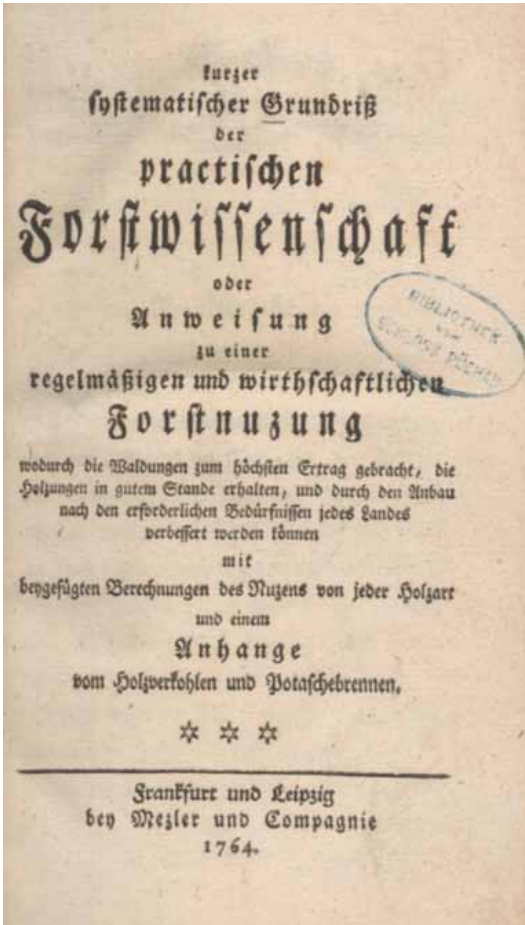 kurzer
systematischer Grundriß
der
practischen
Forstwissenschaft
oder
Anweisung
zu einer
regelmäßigen und wirthschaftlichen
Forstnuzung
wodurch die Waldungen zum höchsten Ertrag gebracht, die
Holzungen in gutem Stande erhalten, und durch den Anbau
nach den erforderlichen Bedürfnissen jedes Landes
verbessert werden können
mit
beygefügten Berechnungen des Nuzens von jeder Holzart
und einem
Anhange
vom Holzverkohlen und Potaschebrennen.
Frankfurt und Leipzig
bey Mezler und Compagnie
1764.
BIBLIOTHEK
SCHLOSS